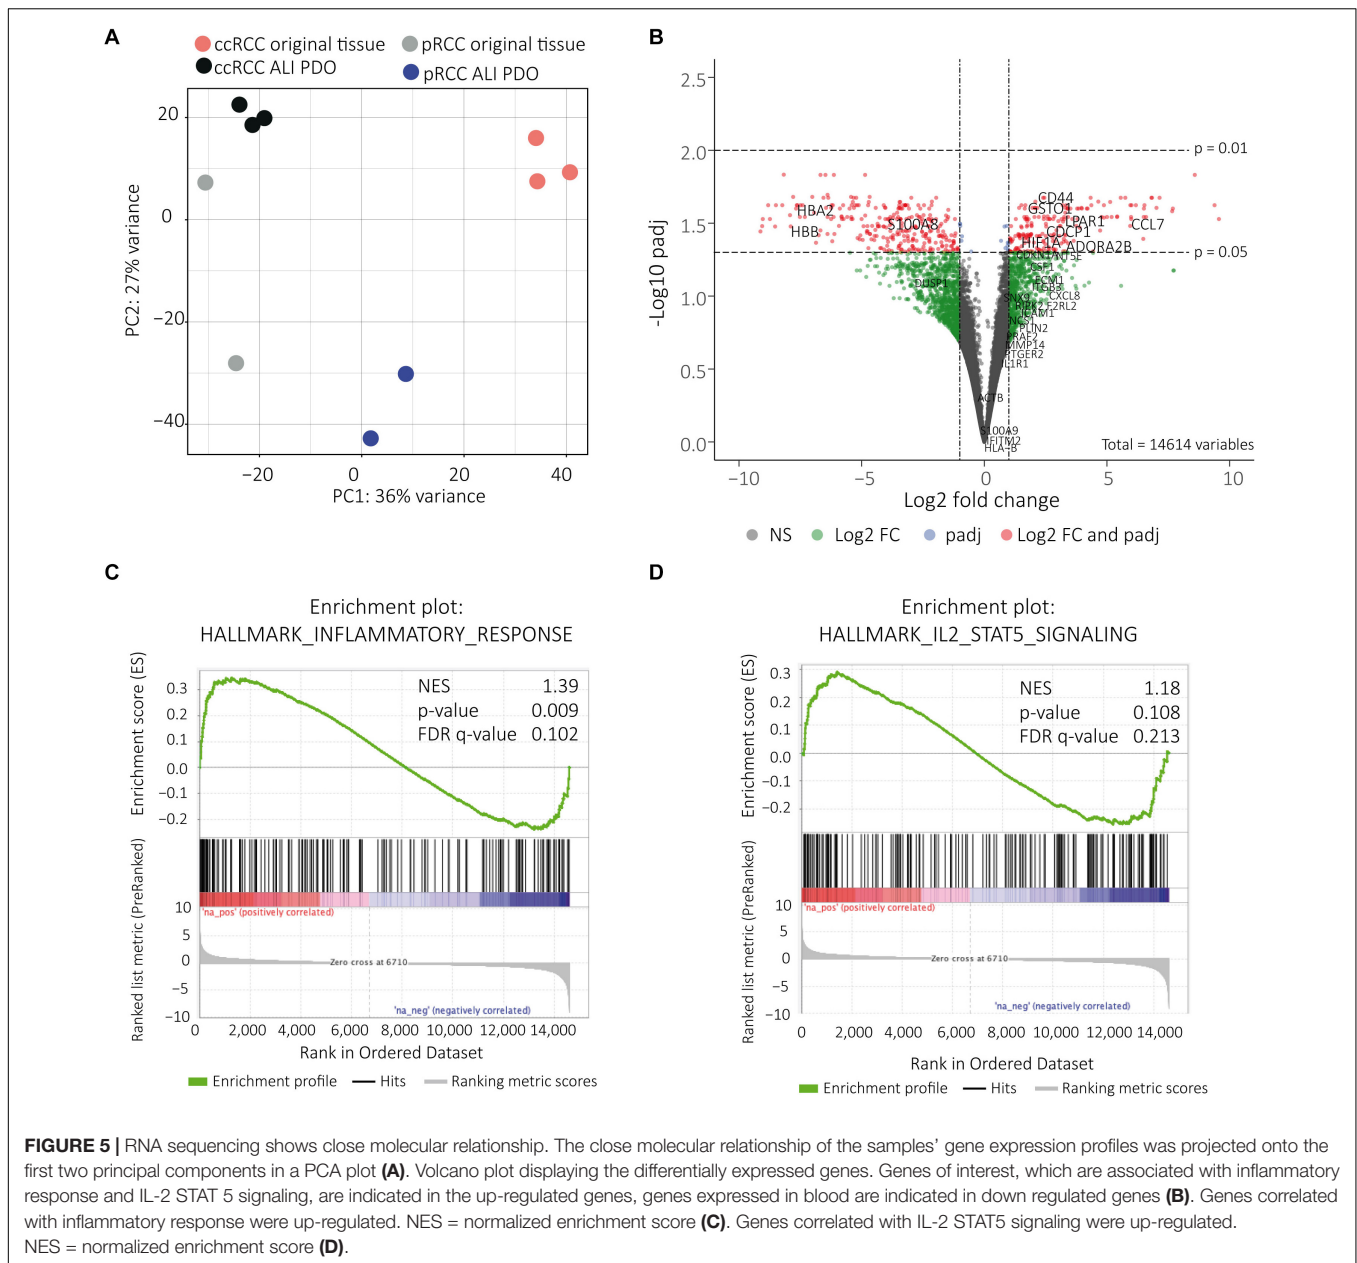 A
ccRCC original tissue
pRCC original tissue
ccRCC ALI PDO
pRCC ALI PDO
20
0
−20
−40
PC2: 27% variance
−20
0
20
40
PC1: 36% variance
B
2.5
2.0
1.5
1.0
0.5
0.0
-Log10 padj
p = 0.01
p = 0.05
CD44
HBA2
GSTO1
S100A8
LPAR1
CCL7
HBB
CDCP1
HIF1A
ADORA2B
CDKN1A
NT5E
CSF1
DUSP1
ECM1
ITGB3
SNX9
CXCL8
RIPK2
F2RL2
ICAM1
NCS1
PLIN2
PRAF2
MMP14
PTGER2
IL1R1
ACTB
S100A9
IFITM2
HLA−B
Total = 14614 variables
−10
−5
0
5
10
Log2 fold change
NS
Log2 FC
padj
Log2 FC and padj
C
Enrichment plot:
HALLMARK_INFLAMMATORY_RESPONSE
Enrichment score (ES)
0.3
0.2
0.1
0.0
−0.1
−0.2
NES 1.39
p-value 0.009
FDR q-value 0.102
Ranked list metric (PreRanked)
'na_pos' (positively correlated)
10
5
0
−5
−10
Zero cross at 6710
'na_neg' (negatively correlated)
0 2,000 4,000 6,000 8,000 10,000 12,000 14,000
Rank in Ordered Dataset
Enrichment profile Hits Ranking metric scores
D
Enrichment plot:
HALLMARK_IL2_STAT5_SIGNALING
Enrichment score (ES)
0.3
0.2
0.1
0.0
−0.1
−0.2
NES 1.18
p-value 0.108
FDR q-value 0.213
Ranked list metric (PreRanked)
'na_pos' (positively correlated)
10
5
0
−5
−10
Zero cross at 6710
'na_neg' (negatively correlated)
0 2,000 4,000 6,000 8,000 10,000 12,000 14,000
Rank in Ordered Dataset
Enrichment profile Hits Ranking metric scores
FIGURE 5 | RNA sequencing shows close molecular relationship. The close molecular relationship of the samples' gene expression profiles was projected onto the
first two principal components in a PCA plot (A). Volcano plot displaying the differentially expressed genes. Genes of interest, which are associated with inflammatory
response and IL-2 STAT 5 signaling, are indicated in the up-regulated genes, genes expressed in blood are indicated in down regulated genes (B). Genes correlated
with inflammatory response were up-regulated. NES = normalized enrichment score (C). Genes correlated with IL-2 STAT5 signaling were up-regulated.
NES = normalized enrichment score (D).